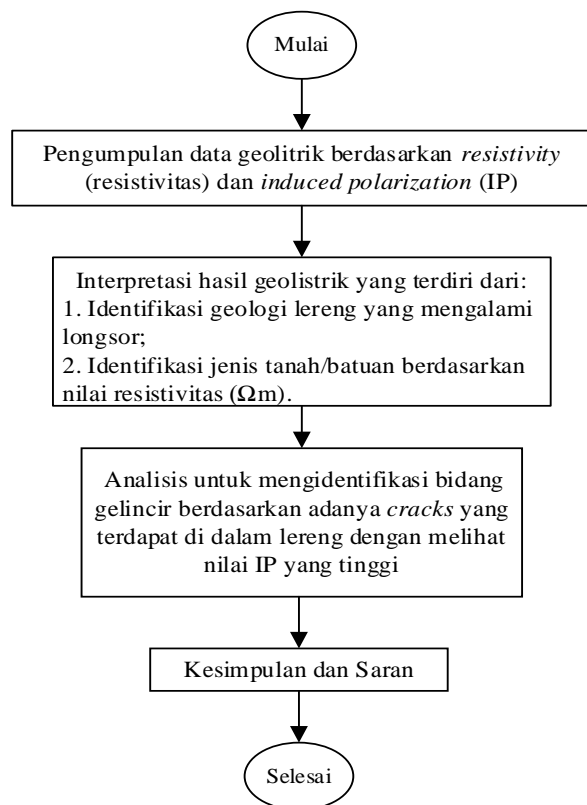 Mulai
Pengumpulan data geolitrik berdasarkan resistivity
(resistivitas) dan induced polarization (IP)
Interpretasi hasil geolistrik yang terdiri dari:
1. Identifikasi geologi lereng yang mengalami
longsor;
2. Identifikasi jenis tanah/batuan berdasarkan
nilai resistivitas (Ωm).
Analisis untuk mengidentifikasi bidang
gelincir berdasarkan adanya cracks yang
terdapat di dalam lereng dengan melihat
nilai IP yang tinggi
Kesimpulan dan Saran
Selesai